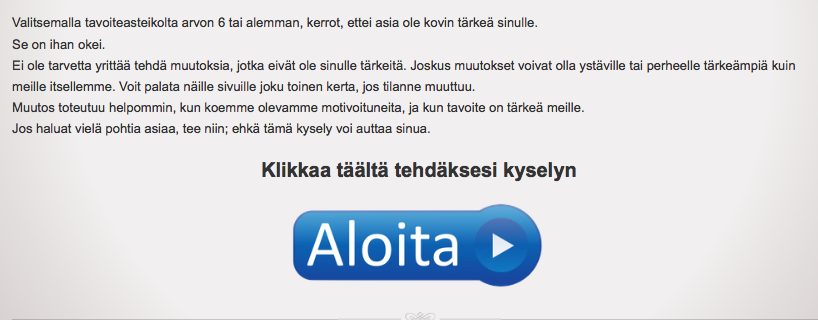 Valitsemalla tavoiteasteikolta arvon 6 tai alemman, kerrot, ettei asia ole kovin tärkeä sinulle.
Se on ihan okei.
Ei ole tarvetta yrittää tehdä muutoksia, jotka eivät ole sinulle tärkeitä. Joskus muutokset voivat olla ystäville tai perheelle tärkeämpiä kuin
meille itsellemme. Voit palata näille sivuille joku toinen kerta, jos tilanne muuttuu.
Muutos toteutuu helpommin, kun koemme olevamme motivoituneita, ja kun tavoite on tärkeä meille.
Jos haluat vielä pohtia asiaa, tee niin; ehkä tämä kysely voi auttaa sinua.
Klikkaa täältä tehdäksesi kyselyn
Aloita